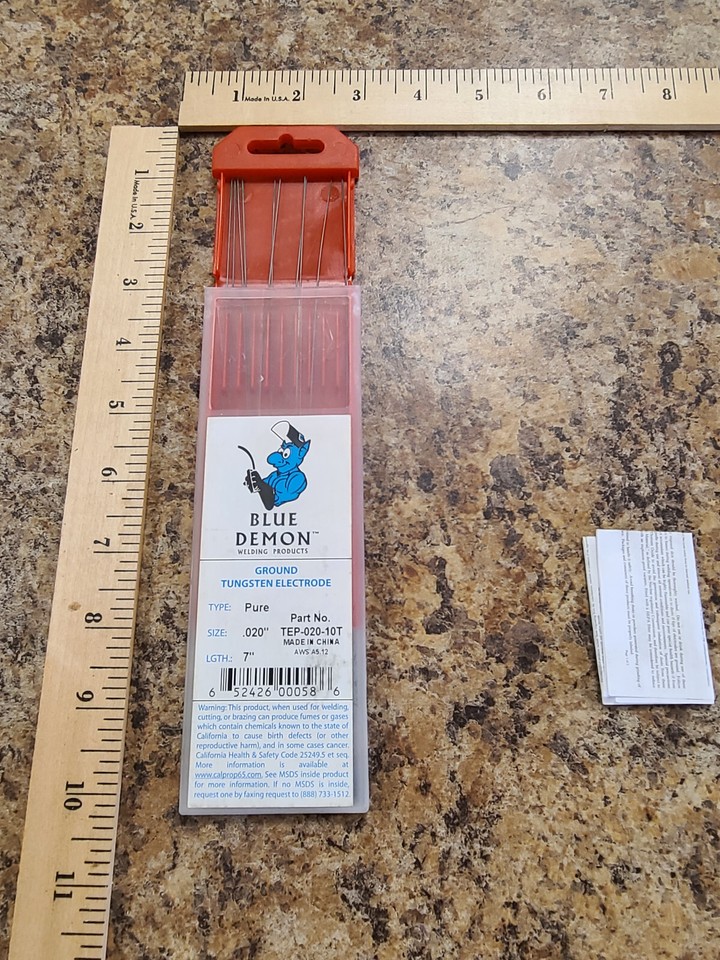 1 2 3 4 5 6 7 8
Made in U.S.A.
1 2 3 4 5 6 7 8 9 10 11
Made in U.S.A.
BLUE
DEMON™
WELDING PRODUCTS
GROUND
TUNGSTEN ELECTRODE
TYPE: Pure
Part No.
SIZE: .020" TEP-020-10T
MADE IN CHINA
AWS A5.12
LGTH.: 7"
6 52426 00058 6
Warning: This product, when used for welding,
cutting, or brazing can produce fumes or gases
which contain chemicals known to the state of
California to cause birth defects (or other
reproductive harm), and in some cases cancer.
California Health & Safety Code 25249.5 et seq.
More information is available at
www.calprop65.com. See MSDS inside product
for more information. If no MSDS is inside,
request one by faxing request to (888) 733-1512